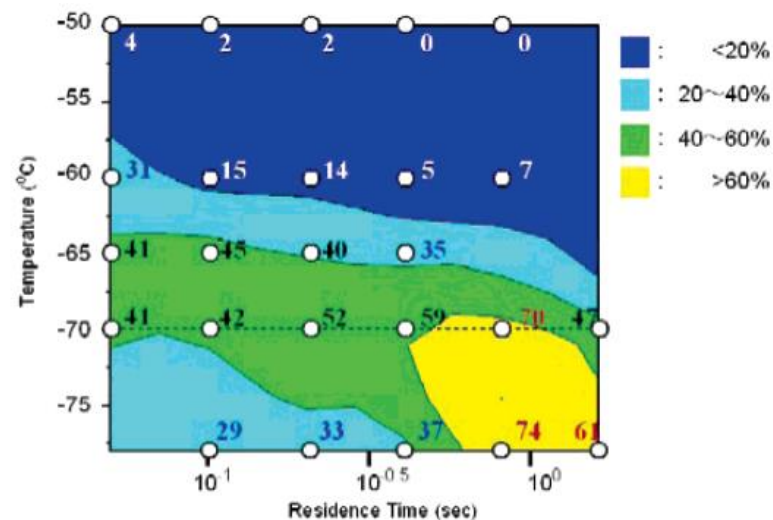 -50
4 2 2 0 0
: <20%
: 20～40%
: 40～60%
: >60%
-55
-60
31 15 14 5 7
-65
41 45 40 35
-70
41 42 52 59 70 47
-75
29 33 37 74 61
10-1 10-0.5 100
Temperature (⁰C)
Residence Time (sec)